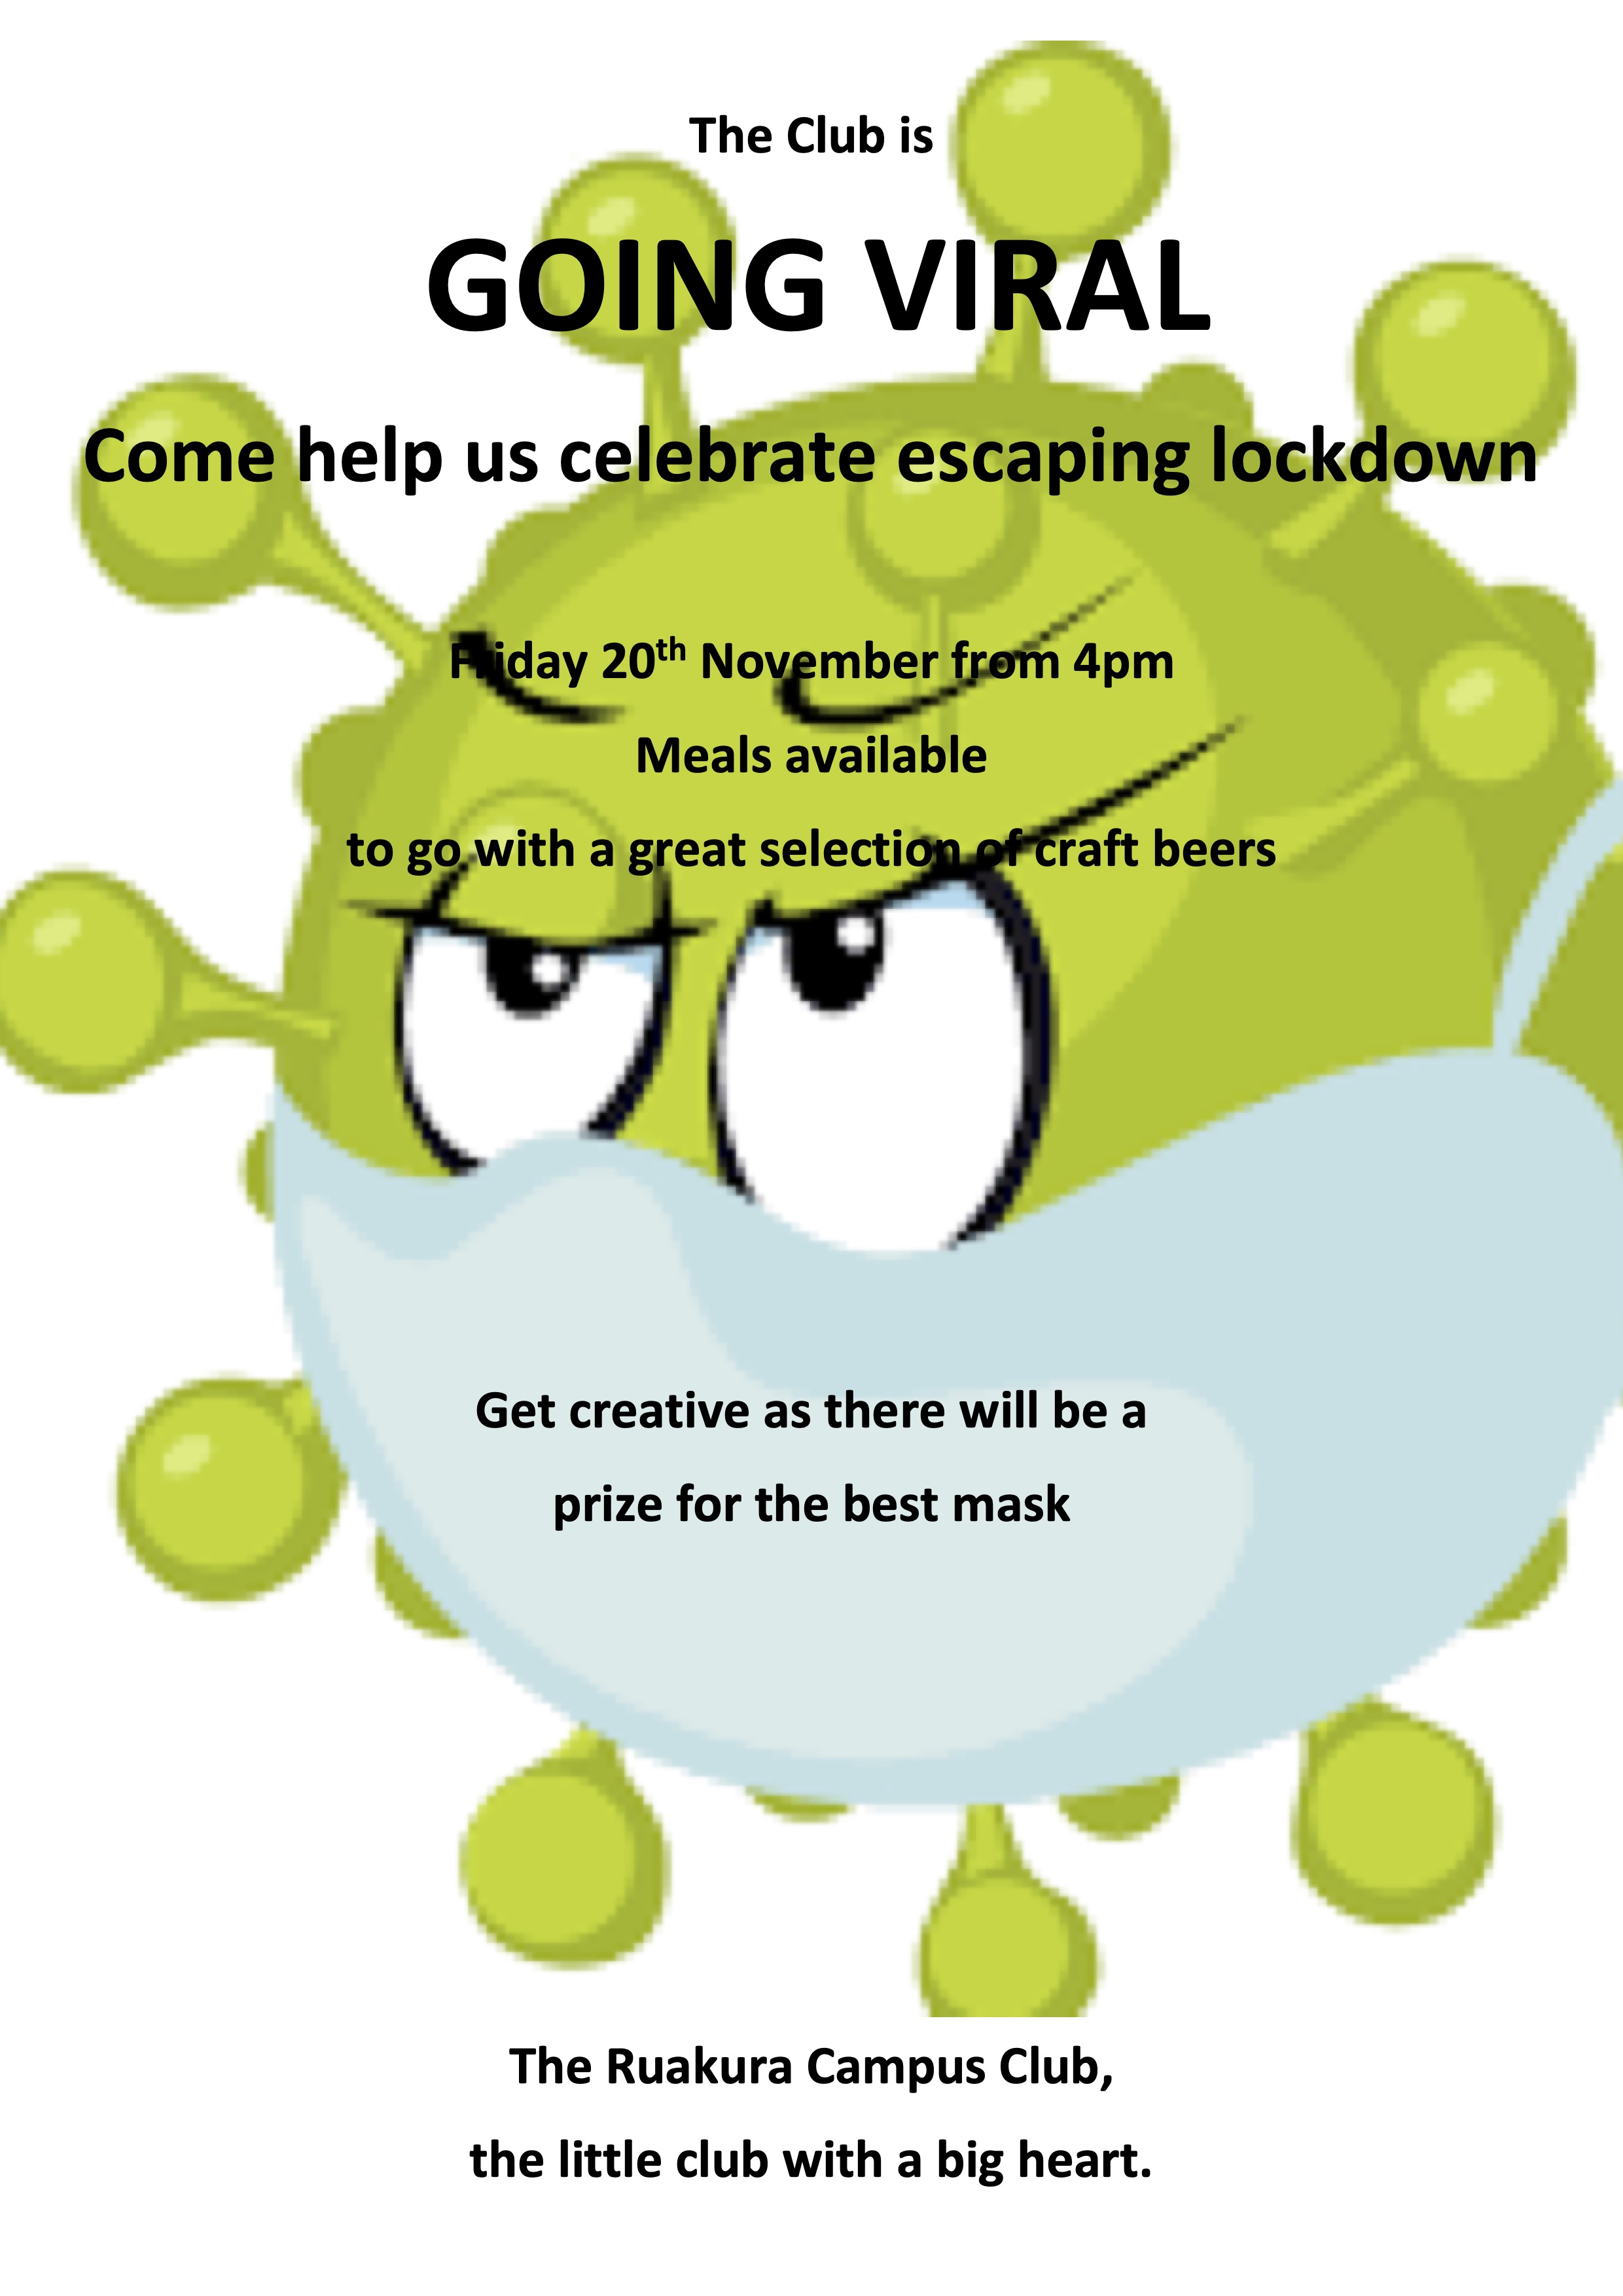 The Club is
GOING VIRAL
Come help us celebrate escaping lockdown
Friday 20th November from 4pm
Meals available
to go with a great selection of craft beers
Get creative as there will be a
prize for the best mask
The Ruakura Campus Club,
the little club with a big heart.